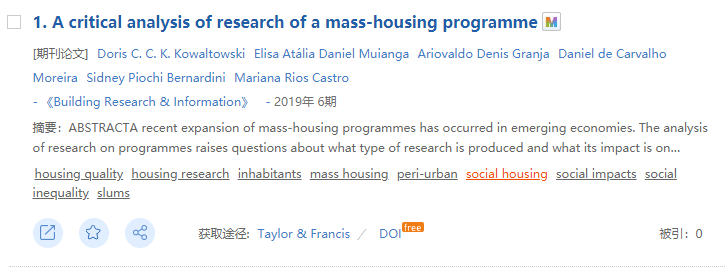 1. A critical analysis of research of a mass-housing programme M
[期刊论文] Doris C. C. K. Kowaltowski Elisa Atália Daniel Muianga Ariovaldo Denis Granja Daniel de Carvalho
Moreira Sidney Piochi Bernardini Mariana Rios Castro
- 《Building Research & Information》 - 2019年 6期
摘要：ABSTRACTA recent expansion of mass-housing programmes has occurred in emerging economies. The analysis
of research on programmes raises questions about what type of research is produced and what its impact is on...
housing quality housing research inhabitants mass housing peri-urban social housing social impacts social
inequality slums
获取途径: Taylor & Francis ／ DOI free 被引：0